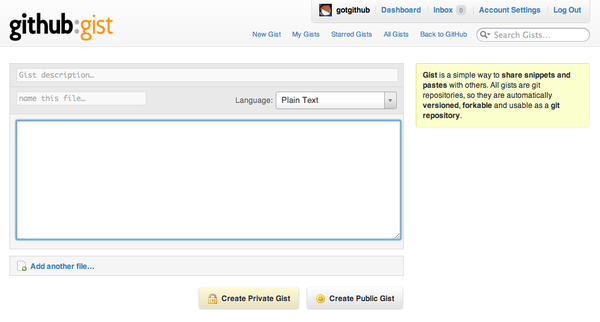 github:gist
gotgithub Dashboard Inbox 0 Account Settings Log Out
New Gist My Gists Starred Gists All Gists Back to GitHub Search Gists...
Gist description…
name this file…
Language: Plain Text
Add another file…
Create Private Gist Create Public Gist
Gist is a simple way to share snippets and
pastes with others. All gists are git
repositories, so they are automatically
versioned, forkable and usable as a git
repository.